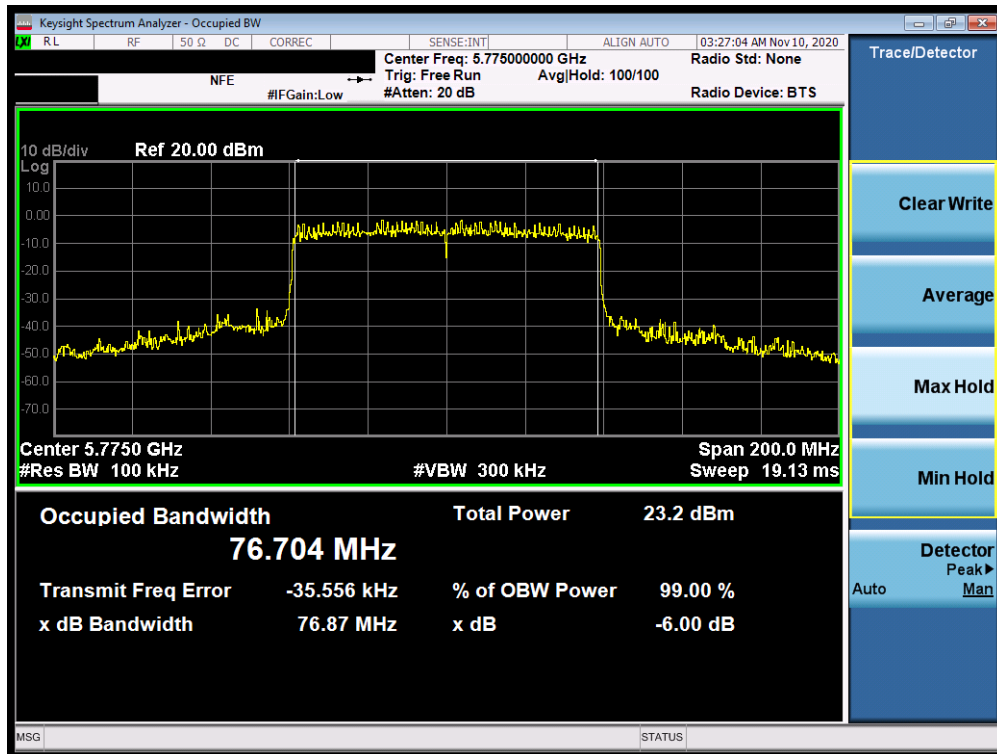 Keysight Spectrum Analyzer - Occupied BW
LXI RL RF 50 Ω DC CORREC SENSE:INT ALIGN AUTO 03:27:04 AM Nov 10, 2020
Center Freq: 5.775000000 GHz Radio Std: None
NFE Trig: Free Run Avg|Hold: 100/100
#IFGain:Low #Atten: 20 dB Radio Device: BTS
10 dB/div Ref 20.00 dBm
Log
10.0
0.00
-10.0
-20.0
-30.0
-40.0
-50.0
-60.0
-70.0
Center 5.7750 GHz Span 200.0 MHz
#Res BW 100 kHz #VBW 300 kHz Sweep 19.13 ms
Occupied Bandwidth Total Power 23.2 dBm
76.704 MHz
Transmit Freq Error -35.556 kHz % of OBW Power 99.00 %
x dB Bandwidth 76.87 MHz x dB -6.00 dB
Trace/Detector
Clear Write
Average
Max Hold
Min Hold
Detector
Peak▶
Auto Man
MSG STATUS